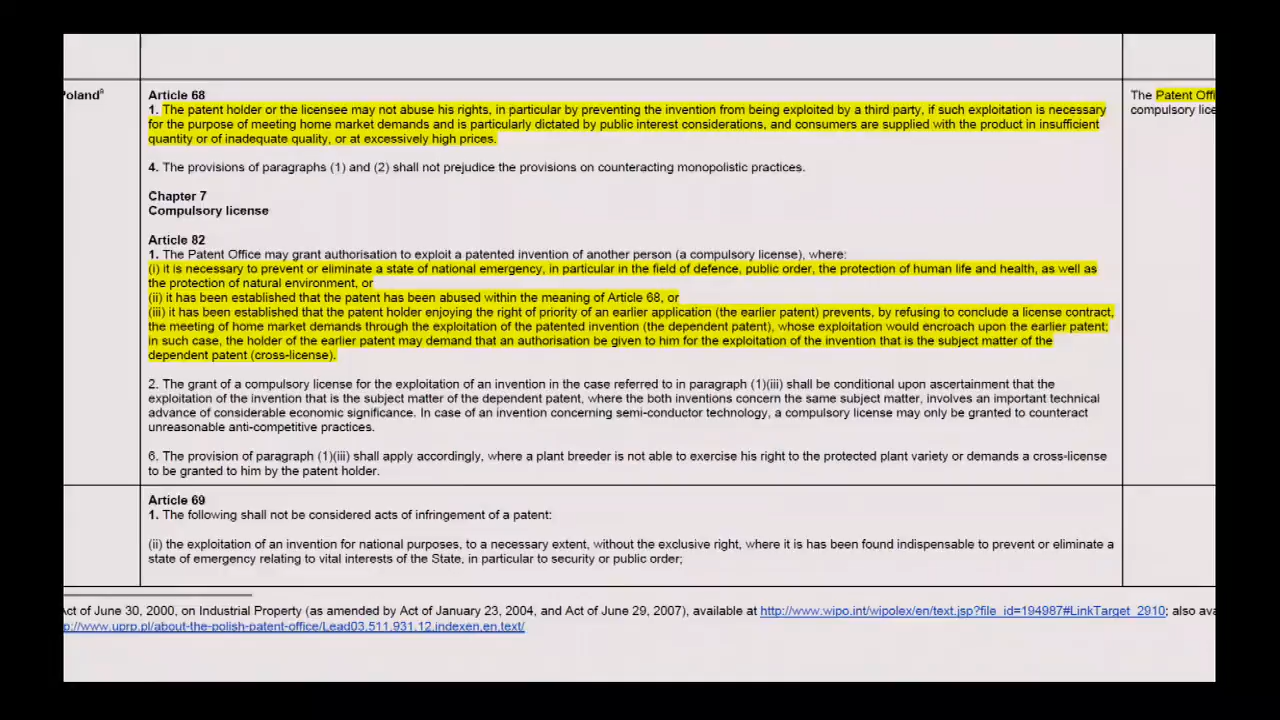 Poland⁸
Article 68
1. The patent holder or the licensee may not abuse his rights, in particular by preventing the invention from being exploited by a third party, if such exploitation is necessary
for the purpose of meeting home market demands and is particularly dictated by public interest considerations, and consumers are supplied with the product in insufficient
quantity or of inadequate quality, or at excessively high prices.
4. The provisions of paragraphs (1) and (2) shall not prejudice the provisions on counteracting monopolistic practices.
Chapter 7
Compulsory license
Article 82
1. The Patent Office may grant authorisation to exploit a patented invention of another person (a compulsory license), where:
(i) it is necessary to prevent or eliminate a state of national emergency, in particular in the field of defence, public order, the protection of human life and health, as well as
the protection of natural environment, or
(ii) it has been established that the patent has been abused within the meaning of Article 68, or
(iii) it has been established that the patent holder enjoying the right of priority of an earlier application (the earlier patent) prevents, by refusing to conclude a license contract,
the meeting of home market demands through the exploitation of the patented invention (the dependent patent), whose exploitation would encroach upon the earlier patent;
in such case, the holder of the earlier patent may demand that an authorisation be given to him for the exploitation of the invention that is the subject matter of the
dependent patent (cross-license).
2. The grant of a compulsory license for the exploitation of an invention in the case referred to in paragraph (1)(iii) shall be conditional upon ascertainment that the
exploitation of the invention that is the subject matter of the dependent patent, where the both inventions concern the same subject matter, involves an important technical
advance of considerable economic significance. In case of an invention concerning semi-conductor technology, a compulsory license may only be granted to counteract
unreasonable anti-competitive practices.
6. The provision of paragraph (1)(iii) shall apply accordingly, where a plant breeder is not able to exercise his right to the protected plant variety or demands a cross-license
to be granted to him by the patent holder.
The Patent Offi
compulsory lice
Article 69
1. The following shall not be considered acts of infringement of a patent:
(ii) the exploitation of an invention for national purposes, to a necessary extent, without the exclusive right, where it is has been found indispensable to prevent or eliminate a
state of emergency relating to vital interests of the State, in particular to security or public order;
Act of June 30, 2000, on Industrial Property (as amended by Act of January 23, 2004, and Act of June 29, 2007), available at http://www.wipo.int/wipolex/en/text.jsp?file_id=194987#LinkTarget_2910; also ava
p://www.uprp.pl/about-the-polish-patent-office/Lead03,511,931,12,indexen,en,text/